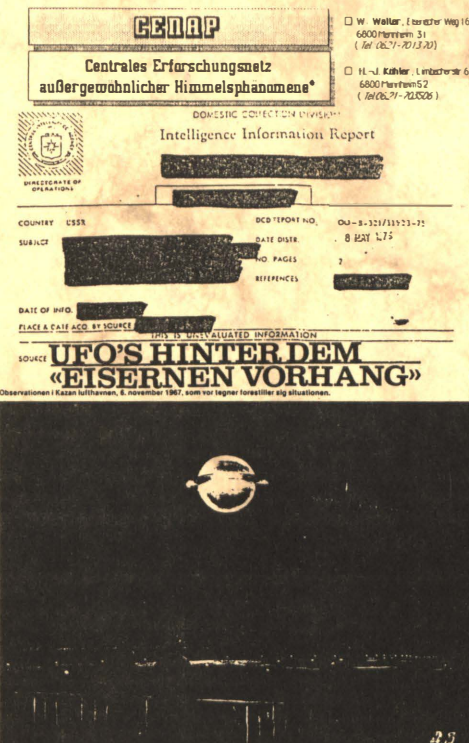 CENAP
Centrales Erforschungsnetz
außergewöhnlicher Himmelsphänomene*
W. Walter, Eisenacher Weg 16
6800 Mannheim 31
(Tel. 0621-701370)
H.-J. Köhler, Limbacherstr 6
6800 Mannheim 52
(Tel 0621-703506)
DOMESTIC COLLECTION DIVISION
Intelligence Information Report
DIRECTORATE OF
OPERATIONS
COUNTRY USSR
DCD REPORT NO.
SUBJECT
DATE DISTR. 8 MAY
NO. PAGES 2
REFERENCES
DATE OF INFO.
PLACE & DATE ACQ. BY SOURCE
THIS IS UNEVALUATED INFORMATION
SOURCE
UFO'S HINTER DEM
«EISERNEN VORHANG»
Observationen i Kazan lufthavnen, 6. november 1967, som vor tegner forestiller sig situationen.